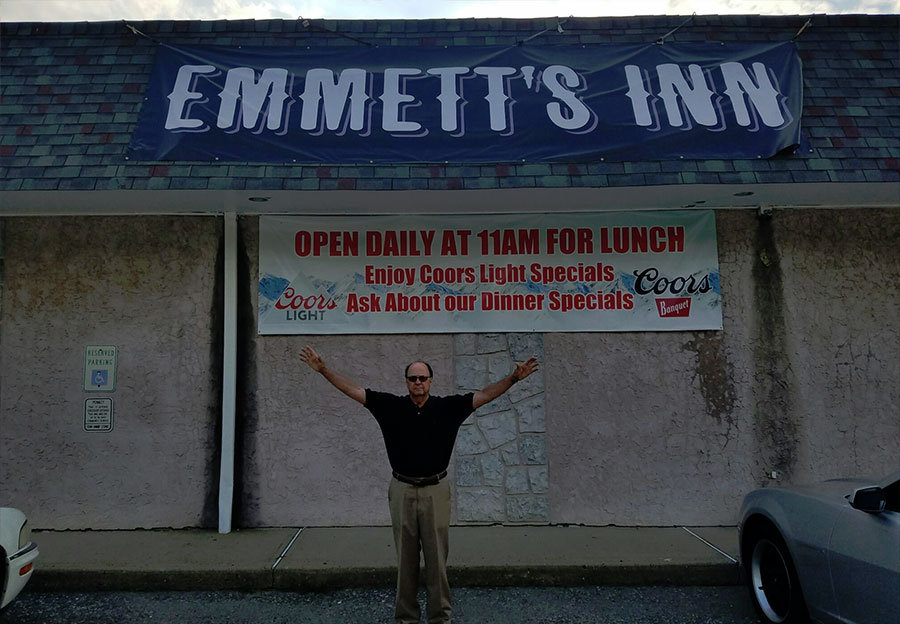 EMMETT'S INN
OPEN DAILY AT 11AM FOR LUNCH
Enjoy Coors Light Specials
Ask About our Dinner Specials
Coors
LIGHT
Coors
Banquet
RESERVED
PARKING